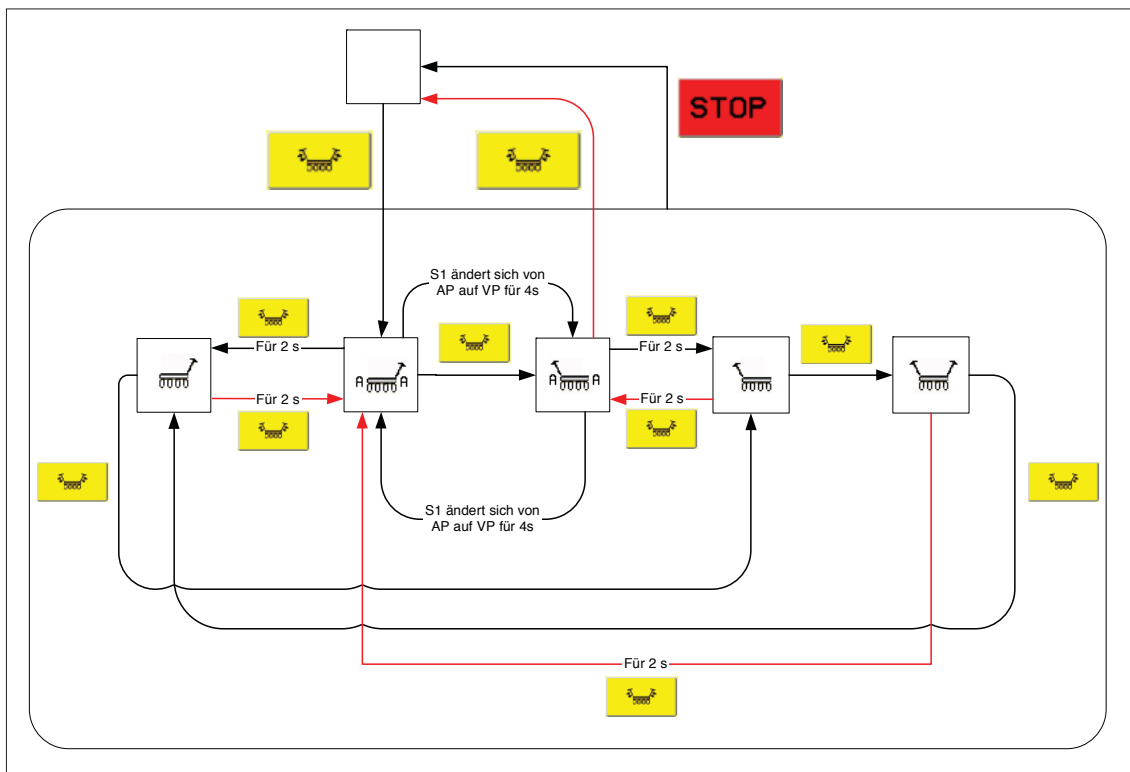 STOP
S1 ändert sich von
AP auf VP für 4s
Für 2 s
Für 2 s
A A
A A
Für 2 s
Für 2 s
S1 ändert sich von
AP auf VP für 4s
Für 2 s